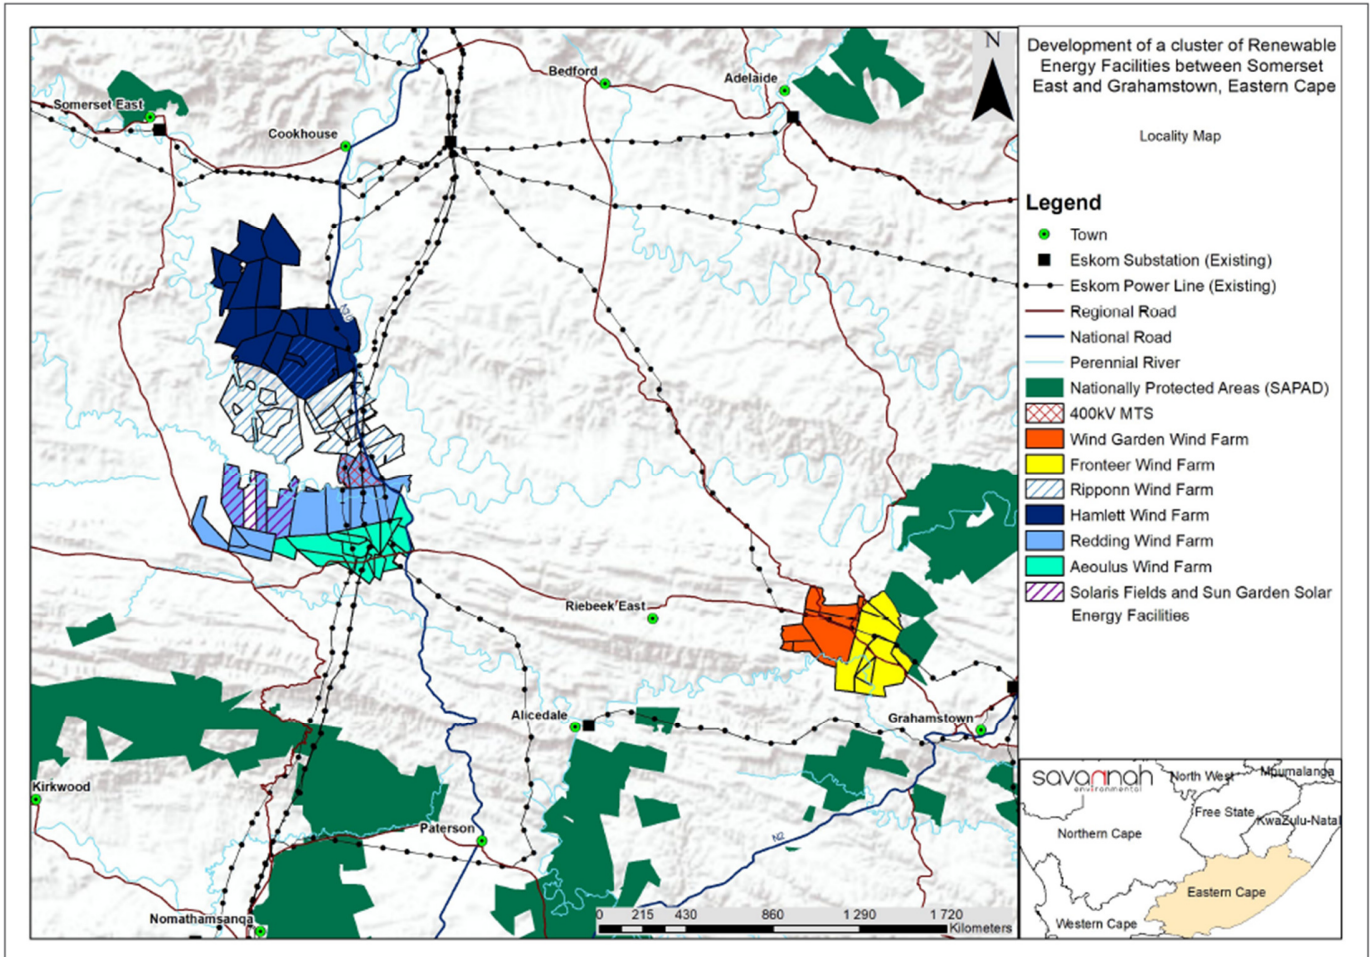 Development of a cluster of Renewable
Energy Facilities between Somerset
East and Grahamstown, Eastern Cape
Locality Map
Legend
Town
Eskom Substation (Existing)
Eskom Power Line (Existing)
Regional Road
National Road
Perennial River
Nationally Protected Areas (SAPAD)
400kV MTS
Wind Garden Wind Farm
Fronteer Wind Farm
Ripponn Wind Farm
Hamlett Wind Farm
Redding Wind Farm
Aeoulus Wind Farm
Solaris Fields and Sun Garden Solar
Energy Facilities
N
Bedford
Adelaide
Somerset East
Cookhouse
Riebeek East
Alicedale
Grahamstown
Kirkwood
Paterson
N2
Nomathamsanqa
0 215 430 860 1 290 1 720
Kilometers
savannah
environmental
North West
Mpumalanga
Free State
KwaZulu-Natal
Northern Cape
Eastern Cape
Western Cape